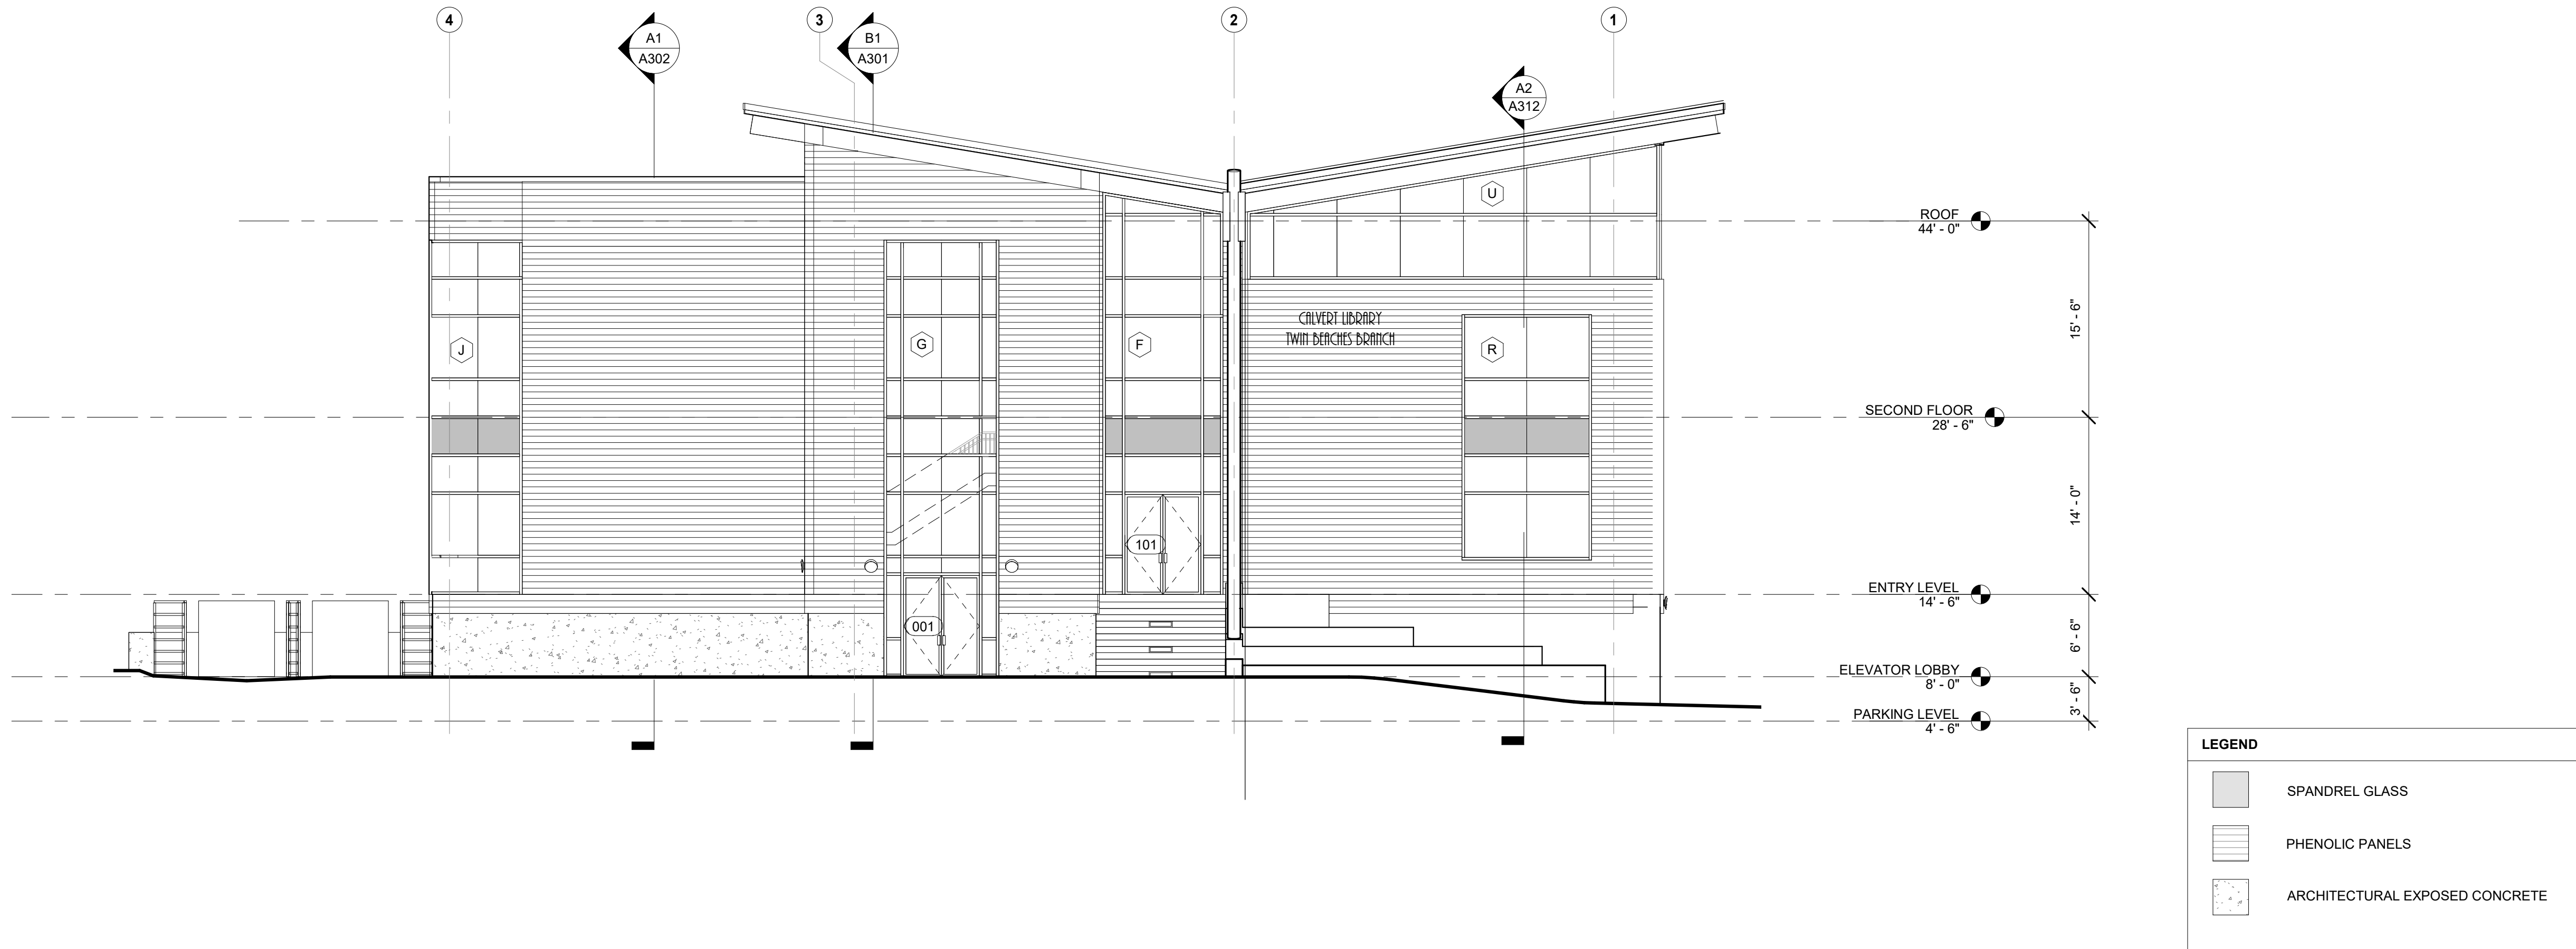 4
3
2
1
A1
A302
B1
A301
A2
A312
U
ROOF
44' - 0"
15' - 6"
CALVERT LIBRARY
TWIN BEACHES BRANCH
J
G
F
R
SECOND FLOOR
28' - 6"
14' - 0"
101
ENTRY LEVEL
14' - 6"
6' - 6"
001
ELEVATOR LOBBY
8' - 0"
3' - 6"
PARKING LEVEL
4' - 6"
LEGEND
SPANDREL GLASS
PHENOLIC PANELS
ARCHITECTURAL EXPOSED CONCRETE